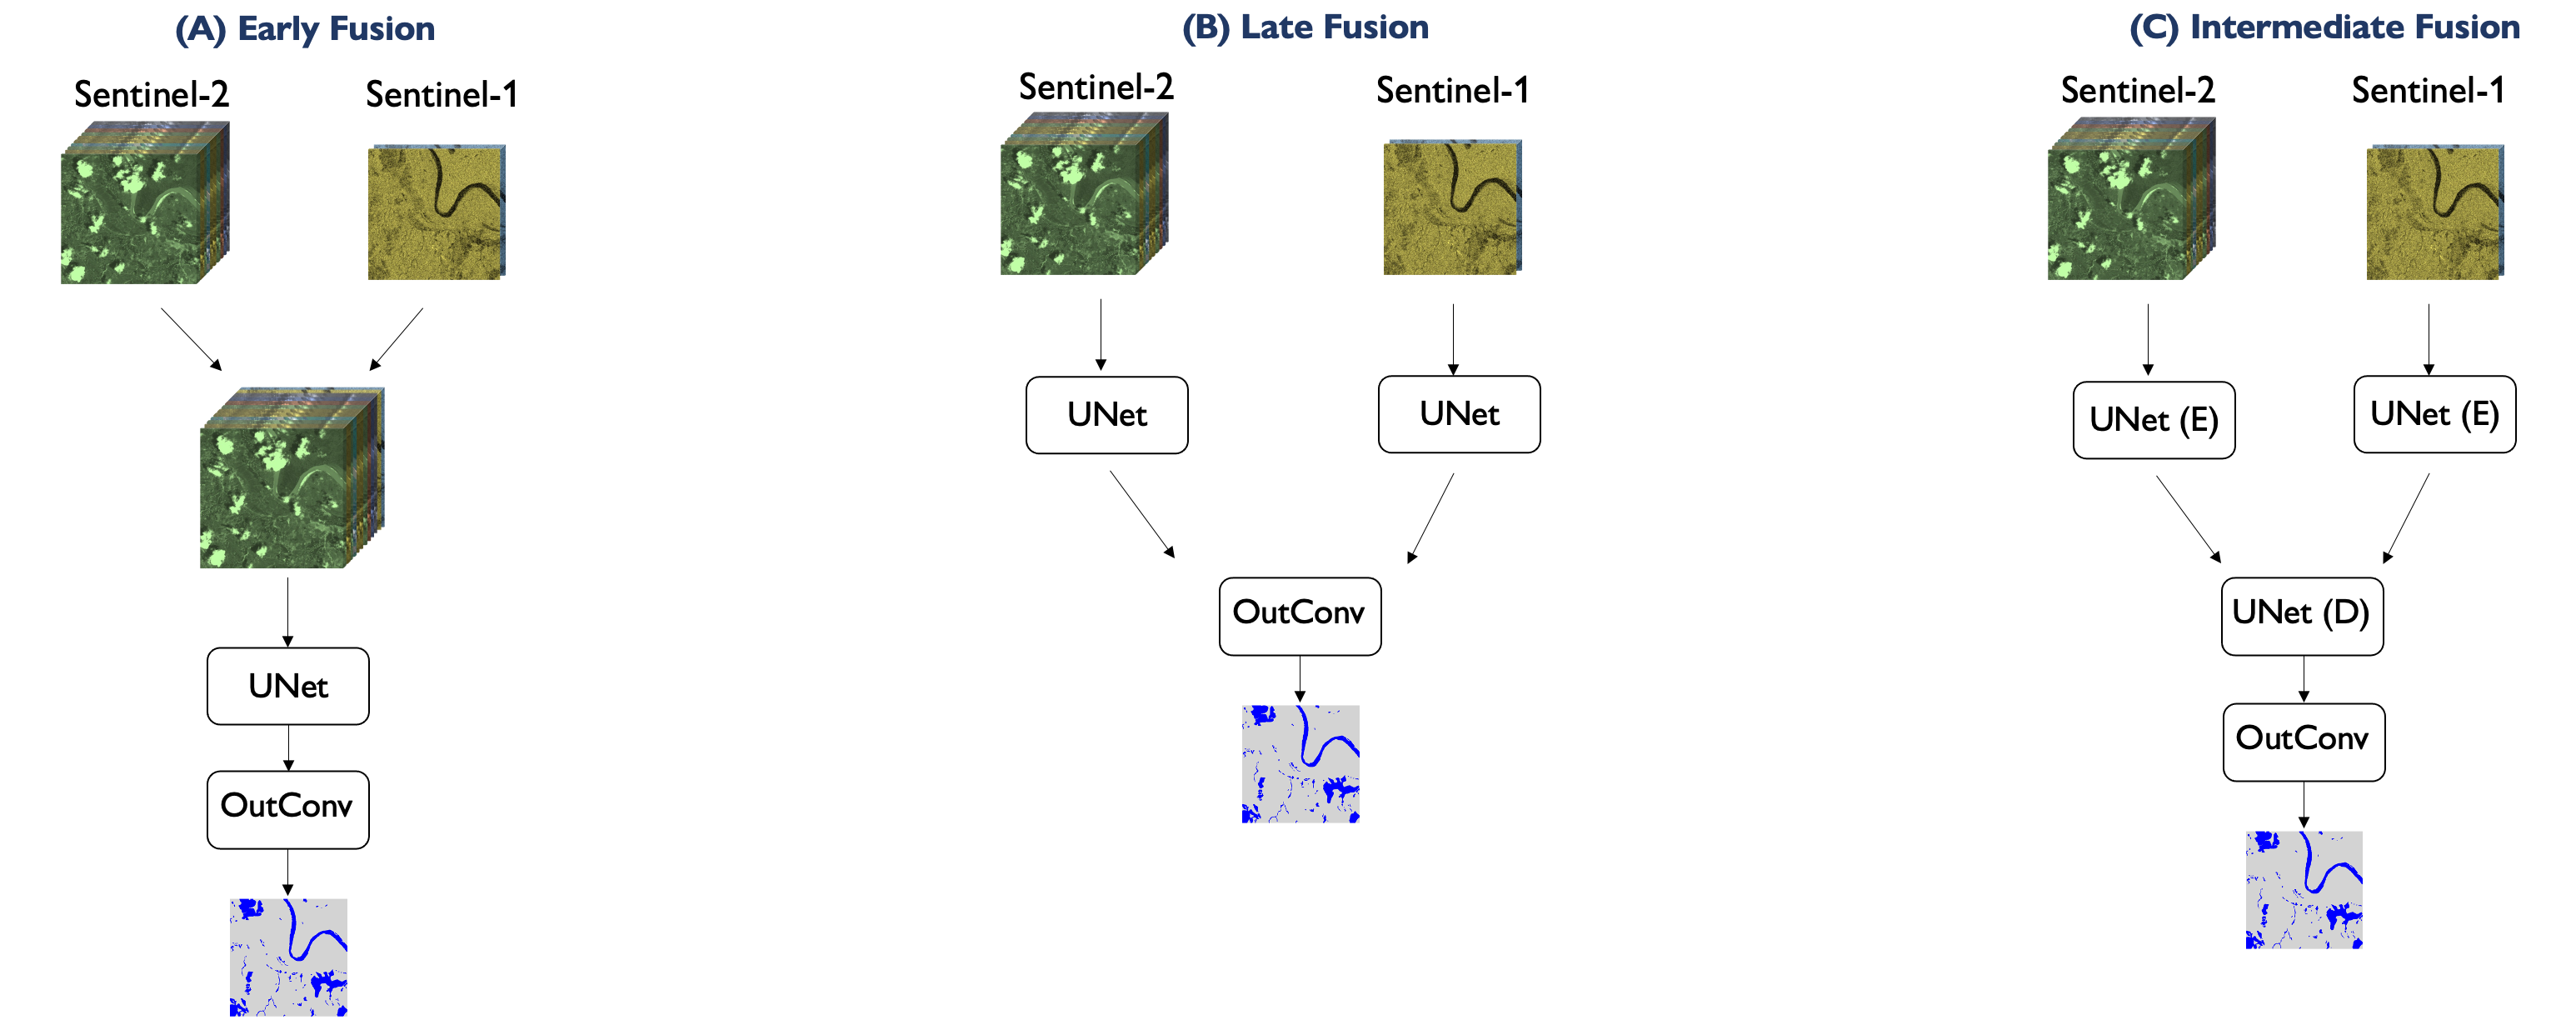 (A) Early Fusion
Sentinel-2
Sentinel-1
UNet
OutConv
(B) Late Fusion
Sentinel-2
Sentinel-1
UNet
UNet
OutConv
(C) Intermediate Fusion
Sentinel-2
Sentinel-1
UNet (E)
UNet (E)
UNet (D)
OutConv